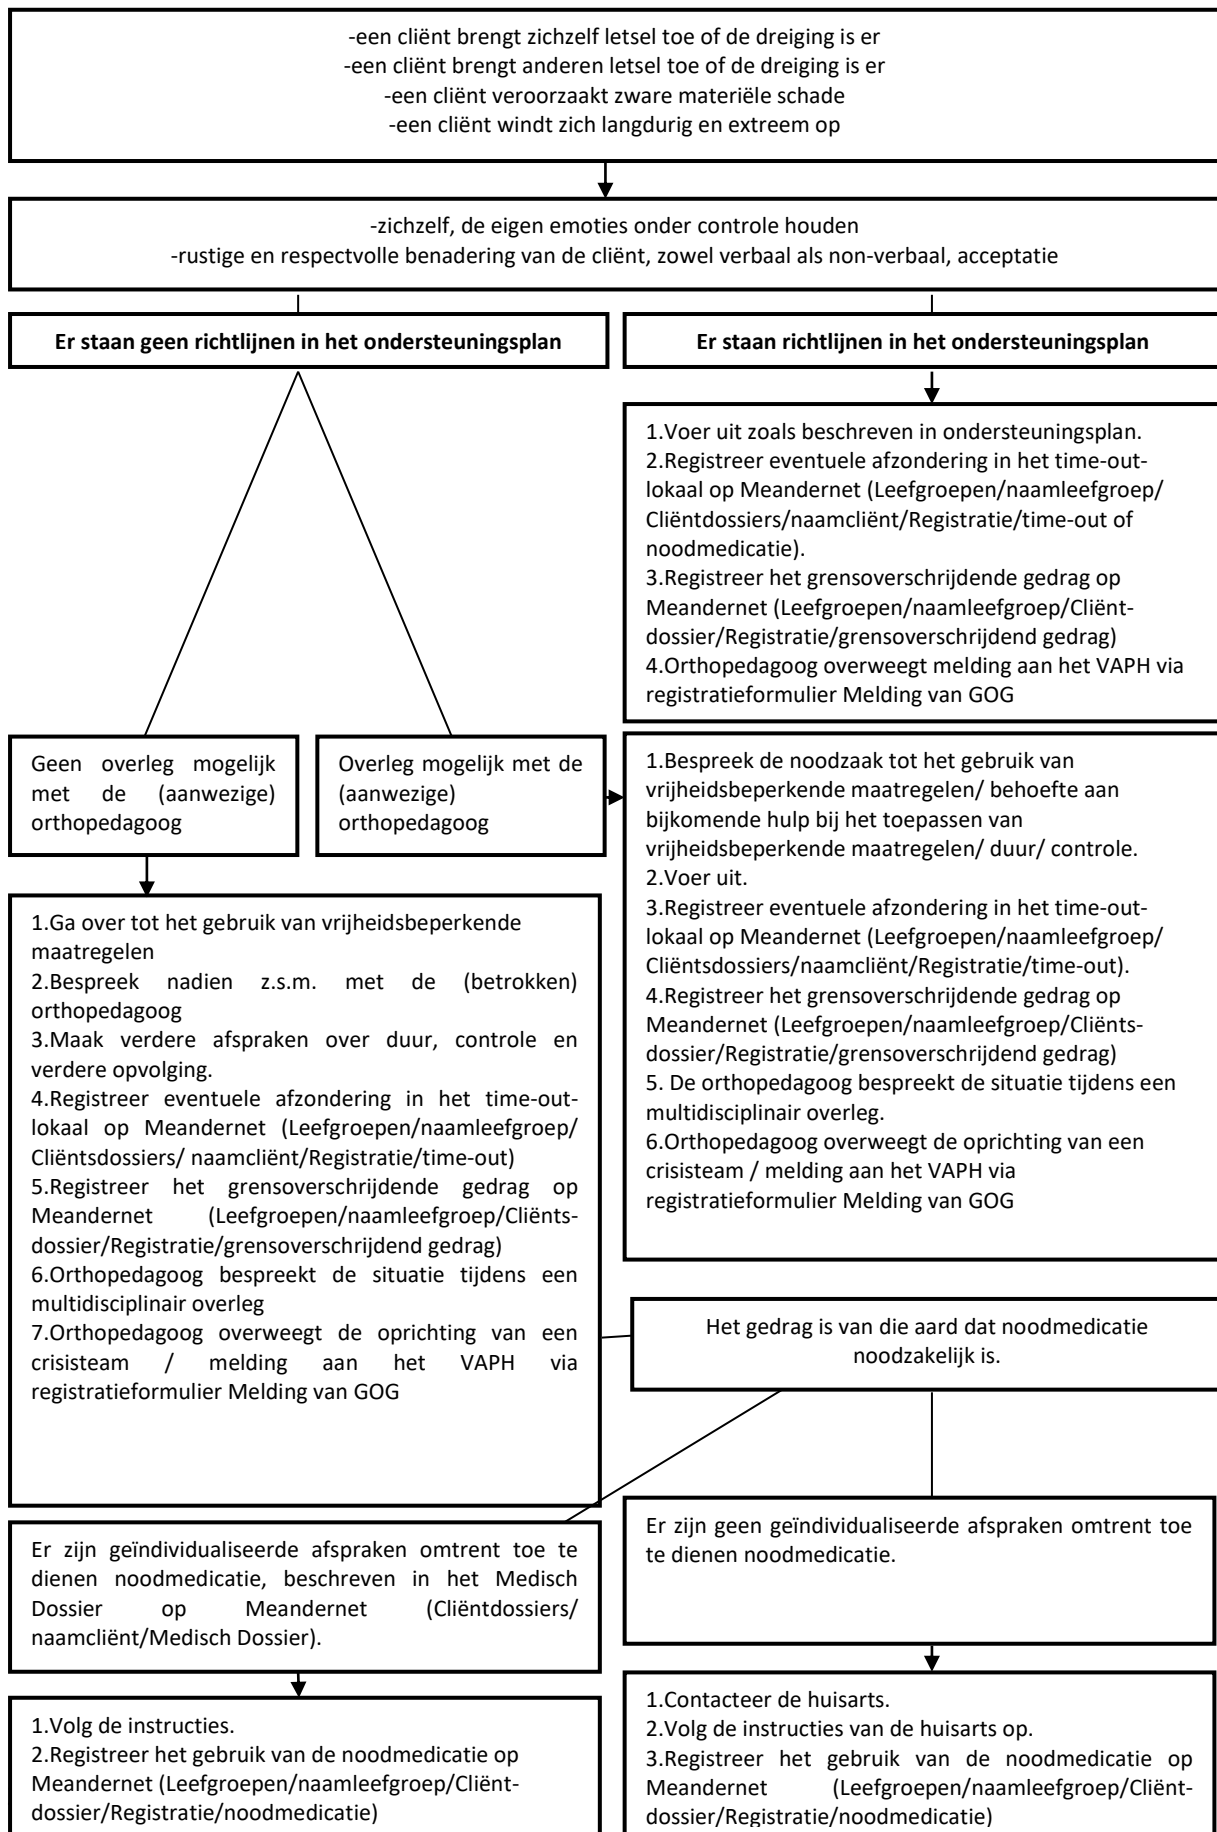 -een cliënt brengt zichzelf letsel toe of de dreiging is er
-een cliënt brengt anderen letsel toe of de dreiging is er
-een cliënt veroorzaakt zware materiële schade
-een cliënt windt zich langdurig en extreem op
-zichzelf, de eigen emoties onder controle houden
-rustige en respectvolle benadering van de cliënt, zowel verbaal als non-verbaal, acceptatie
Er staan geen richtlijnen in het ondersteuningsplan
Er staan richtlijnen in het ondersteuningsplan
1.Voer uit zoals beschreven in ondersteuningsplan.
2.Registreer eventuele afzondering in het time-out-
lokaal op Meandernet (Leefgroepen/naamleefgroep/
Cliëntdossiers/naamcliënt/Registratie/time-out of
noodmedicatie).
3.Registreer het grensoverschrijdende gedrag op
Meandernet (Leefgroepen/naamleefgroep/Cliënt-
dossier/Registratie/grensoverschrijdend gedrag)
4.Orthopedagoog overweegt melding aan het VAPH via
registratieformulier Melding van GOG
Geen overleg mogelijk
met de (aanwezige)
orthopedagoog
Overleg mogelijk met de
(aanwezige)
orthopedagoog
1.Bespreek de noodzaak tot het gebruik van
vrijheidsbeperkende maatregelen/ behoefte aan
bijkomende hulp bij het toepassen van
vrijheidsbeperkende maatregelen/ duur/ controle.
2.Voer uit.
3.Registreer eventuele afzondering in het time-out-
lokaal op Meandernet (Leefgroepen/naamleefgroep/
Cliëntsdossiers/naamcliënt/Registratie/time-out).
4.Registreer het grensoverschrijdende gedrag op
Meandernet (Leefgroepen/naamleefgroep/Cliënts-
dossier/Registratie/grensoverschrijdend gedrag)
5. De orthopedagoog bespreekt de situatie tijdens een
multidisciplinair overleg.
6.Orthopedagoog overweegt de oprichting van een
crisisteam / melding aan het VAPH via
registratieformulier Melding van GOG
1.Ga over tot het gebruik van vrijheidsbeperkende
maatregelen
2.Bespreek nadien z.s.m. met de (betrokken)
orthopedagoog
3.Maak verdere afspraken over duur, controle en
verdere opvolging.
4.Registreer eventuele afzondering in het time-out-
lokaal op Meandernet (Leefgroepen/naamleefgroep/
Cliëntsdossiers/ naamcliënt/Registratie/time-out)
5.Registreer het grensoverschrijdende gedrag op
Meandernet (Leefgroepen/naamleefgroep/Cliënts-
dossier/Registratie/grensoverschrijdend gedrag)
6.Orthopedagoog bespreekt de situatie tijdens een
multidisciplinair overleg
7.Orthopedagoog overweegt de oprichting van een
crisisteam / melding aan het VAPH via
registratieformulier Melding van GOG
Het gedrag is van die aard dat noodmedicatie
noodzakelijk is.
Er zijn geïndividualiseerde afspraken omtrent toe te
dienen noodmedicatie, beschreven in het Medisch
Dossier op Meandernet (Cliëntdossiers/
naamcliënt/Medisch Dossier).
Er zijn geen geïndividualiseerde afspraken omtrent toe
te dienen noodmedicatie.
1.Volg de instructies.
2.Registreer het gebruik van de noodmedicatie op
Meandernet (Leefgroepen/naamleefgroep/Cliënt-
dossier/Registratie/noodmedicatie)
1.Contacteer de huisarts.
2.Volg de instructies van de huisarts op.
3.Registreer het gebruik van de noodmedicatie op
Meandernet (Leefgroepen/naamleefgroep/Cliënt-
dossier/Registratie/noodmedicatie)